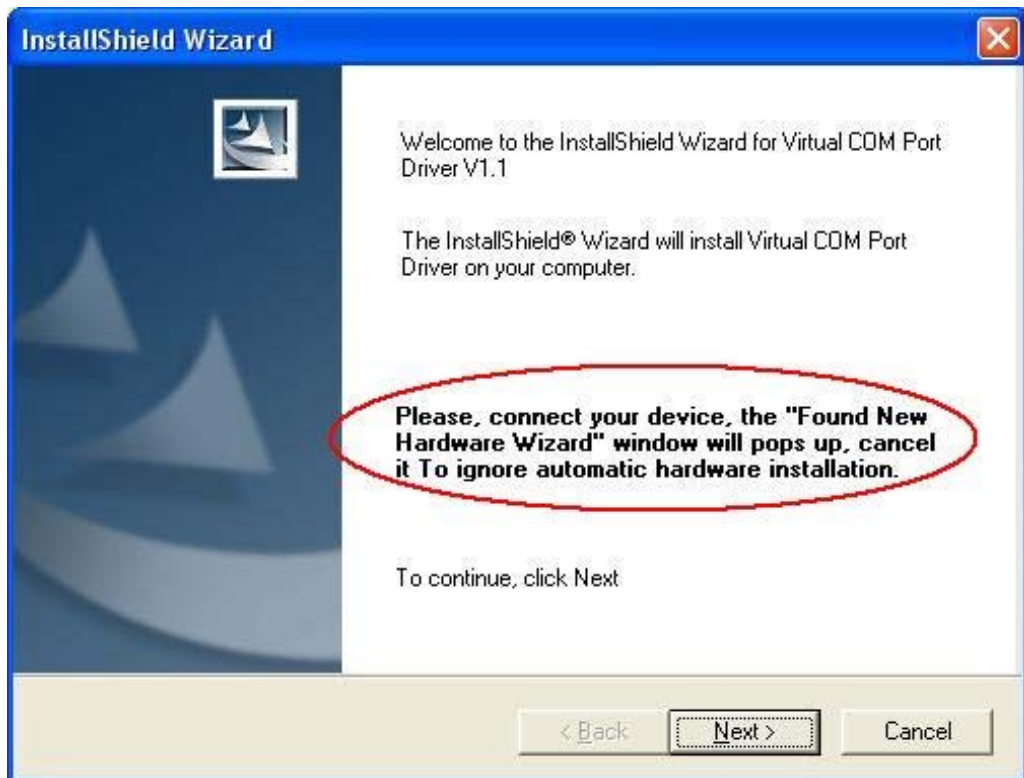 InstallShield Wizard
Welcome to the InstallShield Wizard for Virtual COM Port
Driver V1.1
The InstallShield® Wizard will install Virtual COM Port
Driver on your computer.
Please, connect your device, the "Found New
Hardware Wizard" window will pops up, cancel
it To ignore automatic hardware installation.
To continue, click Next
< Back
Next >
Cancel